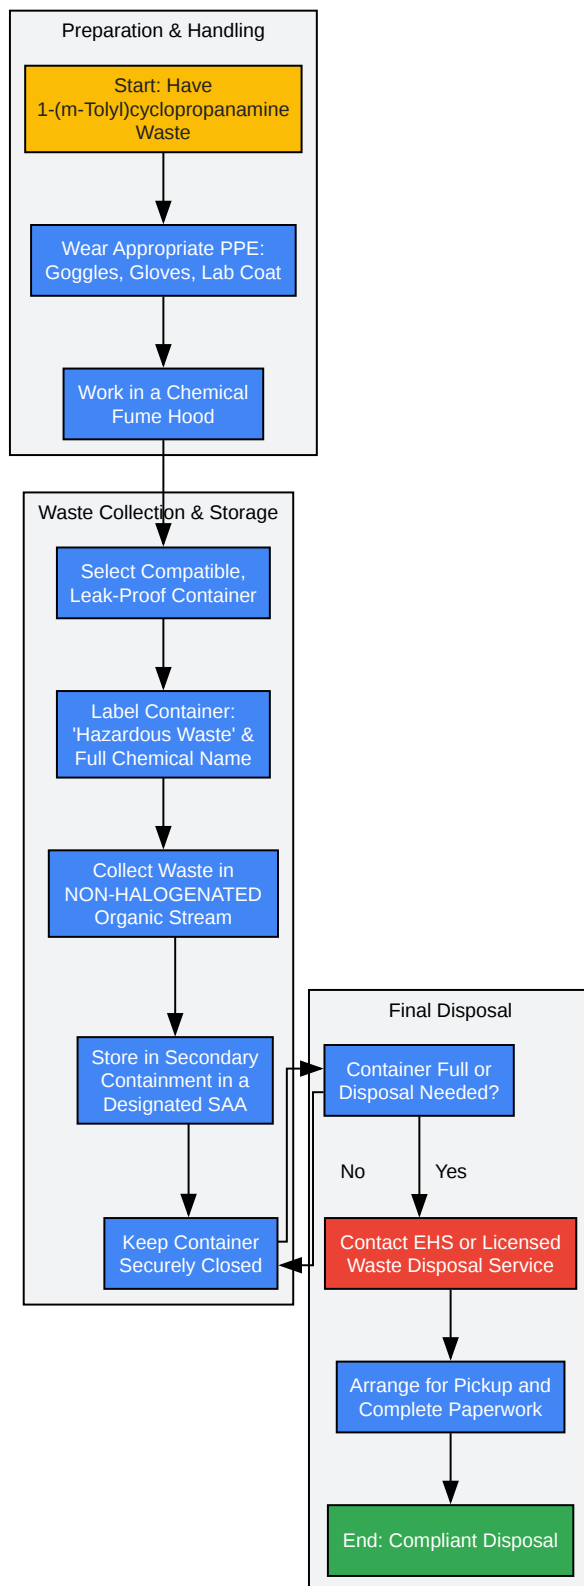 Preparation & Handling
Start: Have
1-(m-Tolyl)cyclopropanamine
Waste
Wear Appropriate PPE:
Goggles, Gloves, Lab Coat
Work in a Chemical
Fume Hood
Waste Collection & Storage
Select Compatible,
Leak-Proof Container
Label Container:
'Hazardous Waste' &
Full Chemical Name
Collect Waste in
NON-HALOGENATED
Organic Stream
Store in Secondary
Containment in a
Designated SAA
Keep Container
Securely Closed
Final Disposal
Container Full or
Disposal Needed?
No
Yes
Contact EHS or Licensed
Waste Disposal Service
Arrange for Pickup and
Complete Paperwork
End: Compliant Disposal